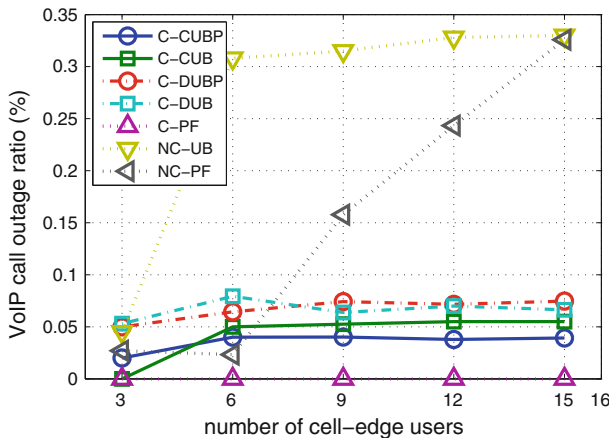 0.35
0.3
0.25
0.2
0.15
0.1
0.05
0
VoIP call outage ratio (%)
C−CUBP
C−CUB
C−DUBP
C−DUB
C−PF
NC−UB
NC−PF
3 6 9 12 15 16
number of cell−edge users